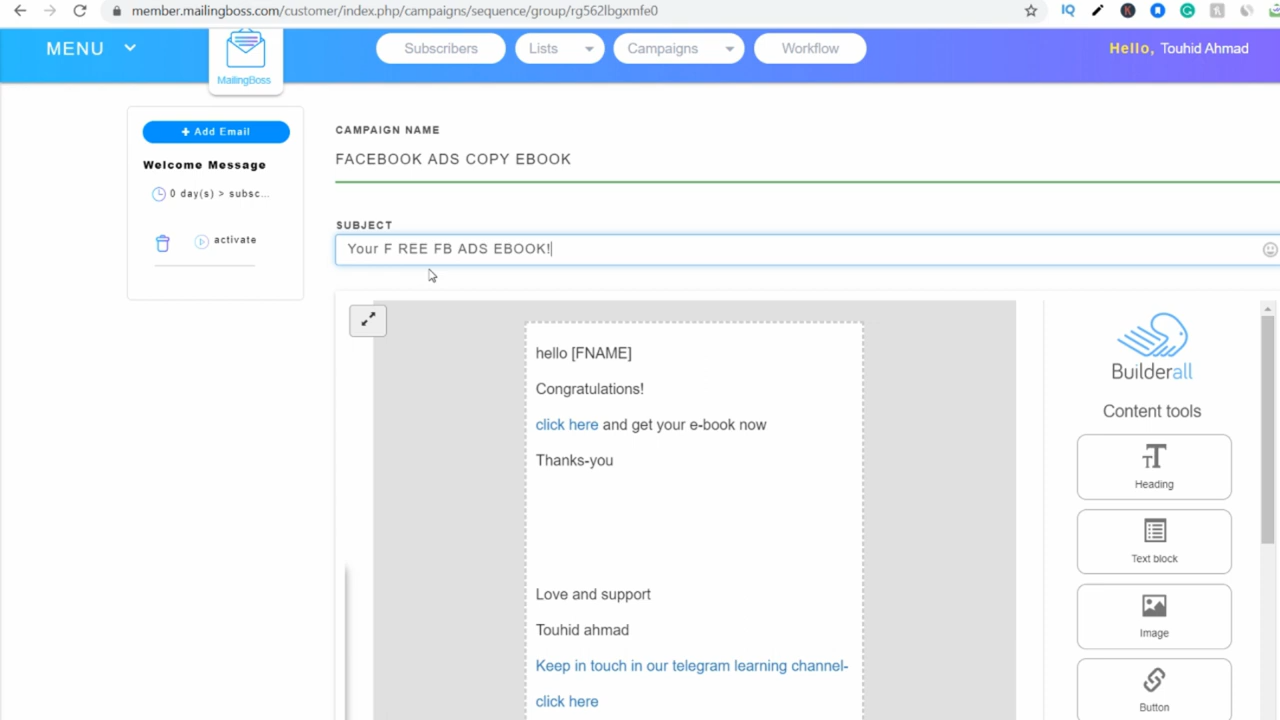 member.mailingboss.com/customer/index.php/campaigns/sequence/group/rg562lbgxmfe0
IQ
K
G
MENU
MailingBoss
Subscribers
Lists
Campaigns
Workflow
Hello, Touhid Ahmad
+ Add Email
Welcome Message
0 day(s) > subsc...
activate
CAMPAIGN NAME
FACEBOOK ADS COPY EBOOK
SUBJECT
Your F REE FB ADS EBOOK!
hello [FNAME]
Congratulations!
click here and get your e-book now
Thanks-you
Love and support
Touhid ahmad
Keep in touch in our telegram learning channel-
click here
Builderall
Content tools
TT
Heading
Text block
Image
Button